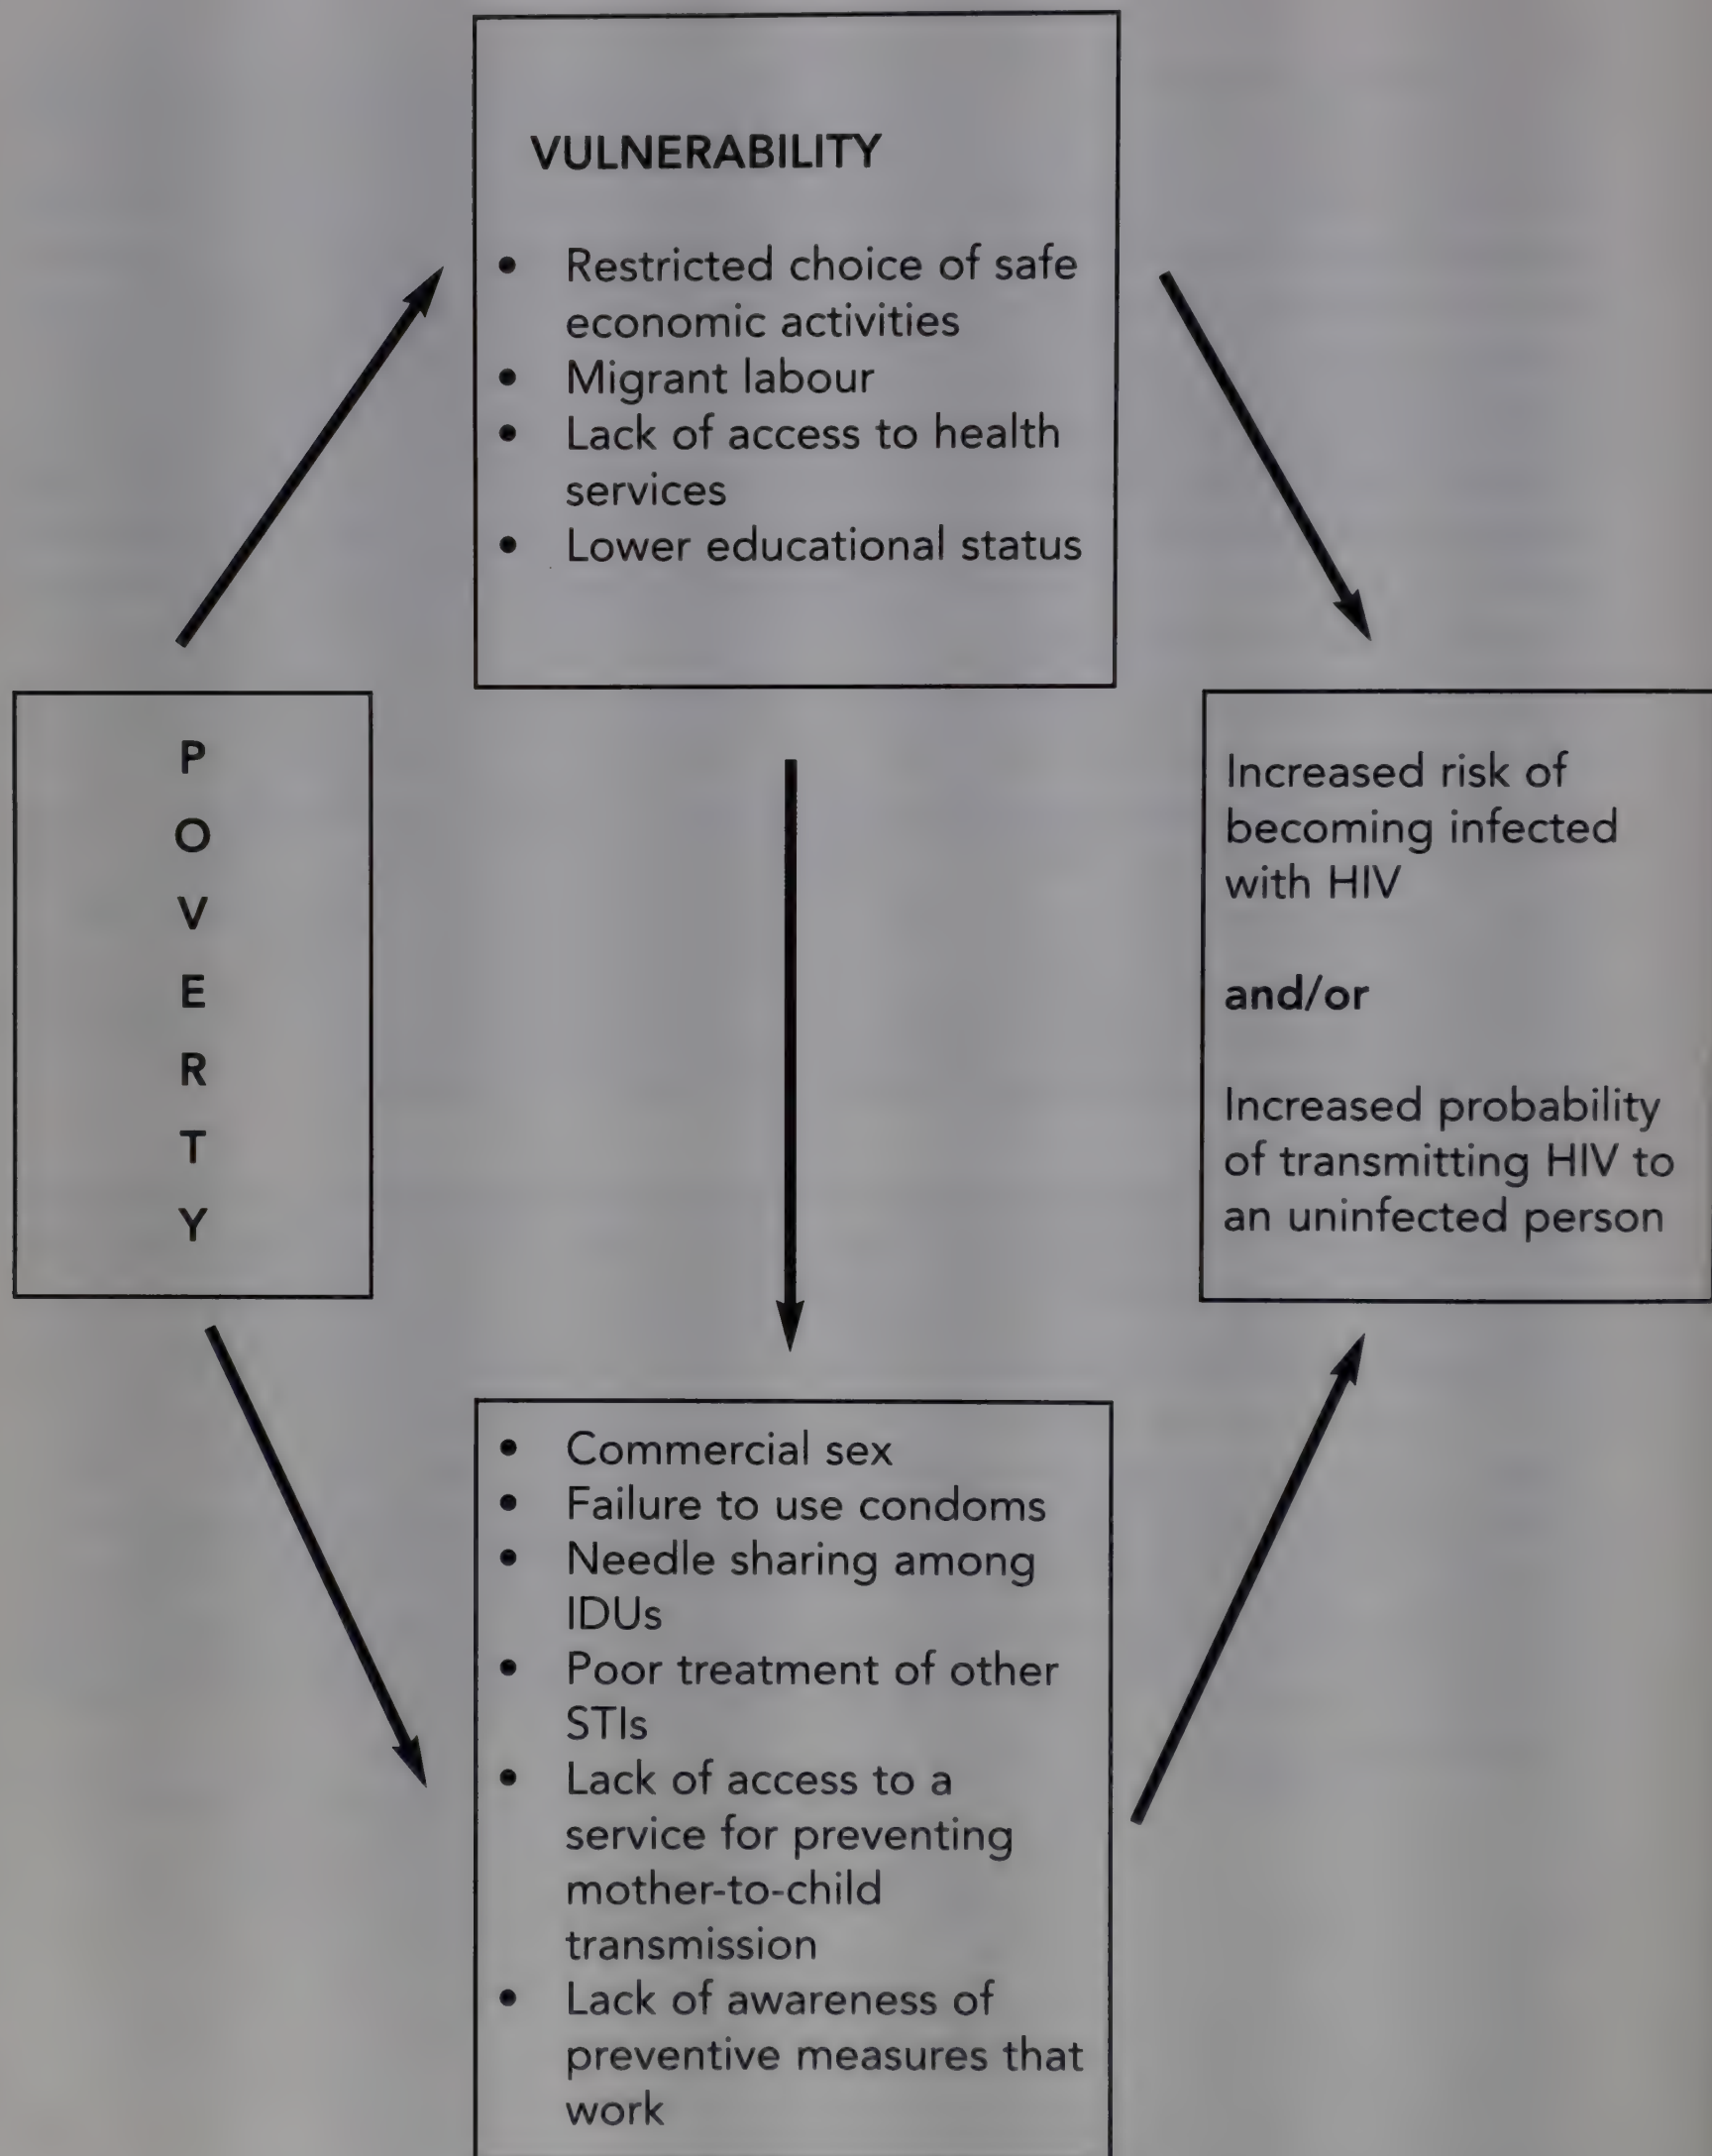 VULNERABILITY
• Restricted choice of safe
economic activities
• Migrant labour
• Lack of access to health
services
• Lower educational status
P
O
V
E
R
T
Y
Increased risk of
becoming infected
with HIV
and/or
Increased probability
of transmitting HIV to
an uninfected person
• Commercial sex
• Failure to use condoms
• Needle sharing among
IDUs
• Poor treatment of other
STIs
• Lack of access to a
service for preventing
mother-to-child
transmission
• Lack of awareness of
preventive measures that
work